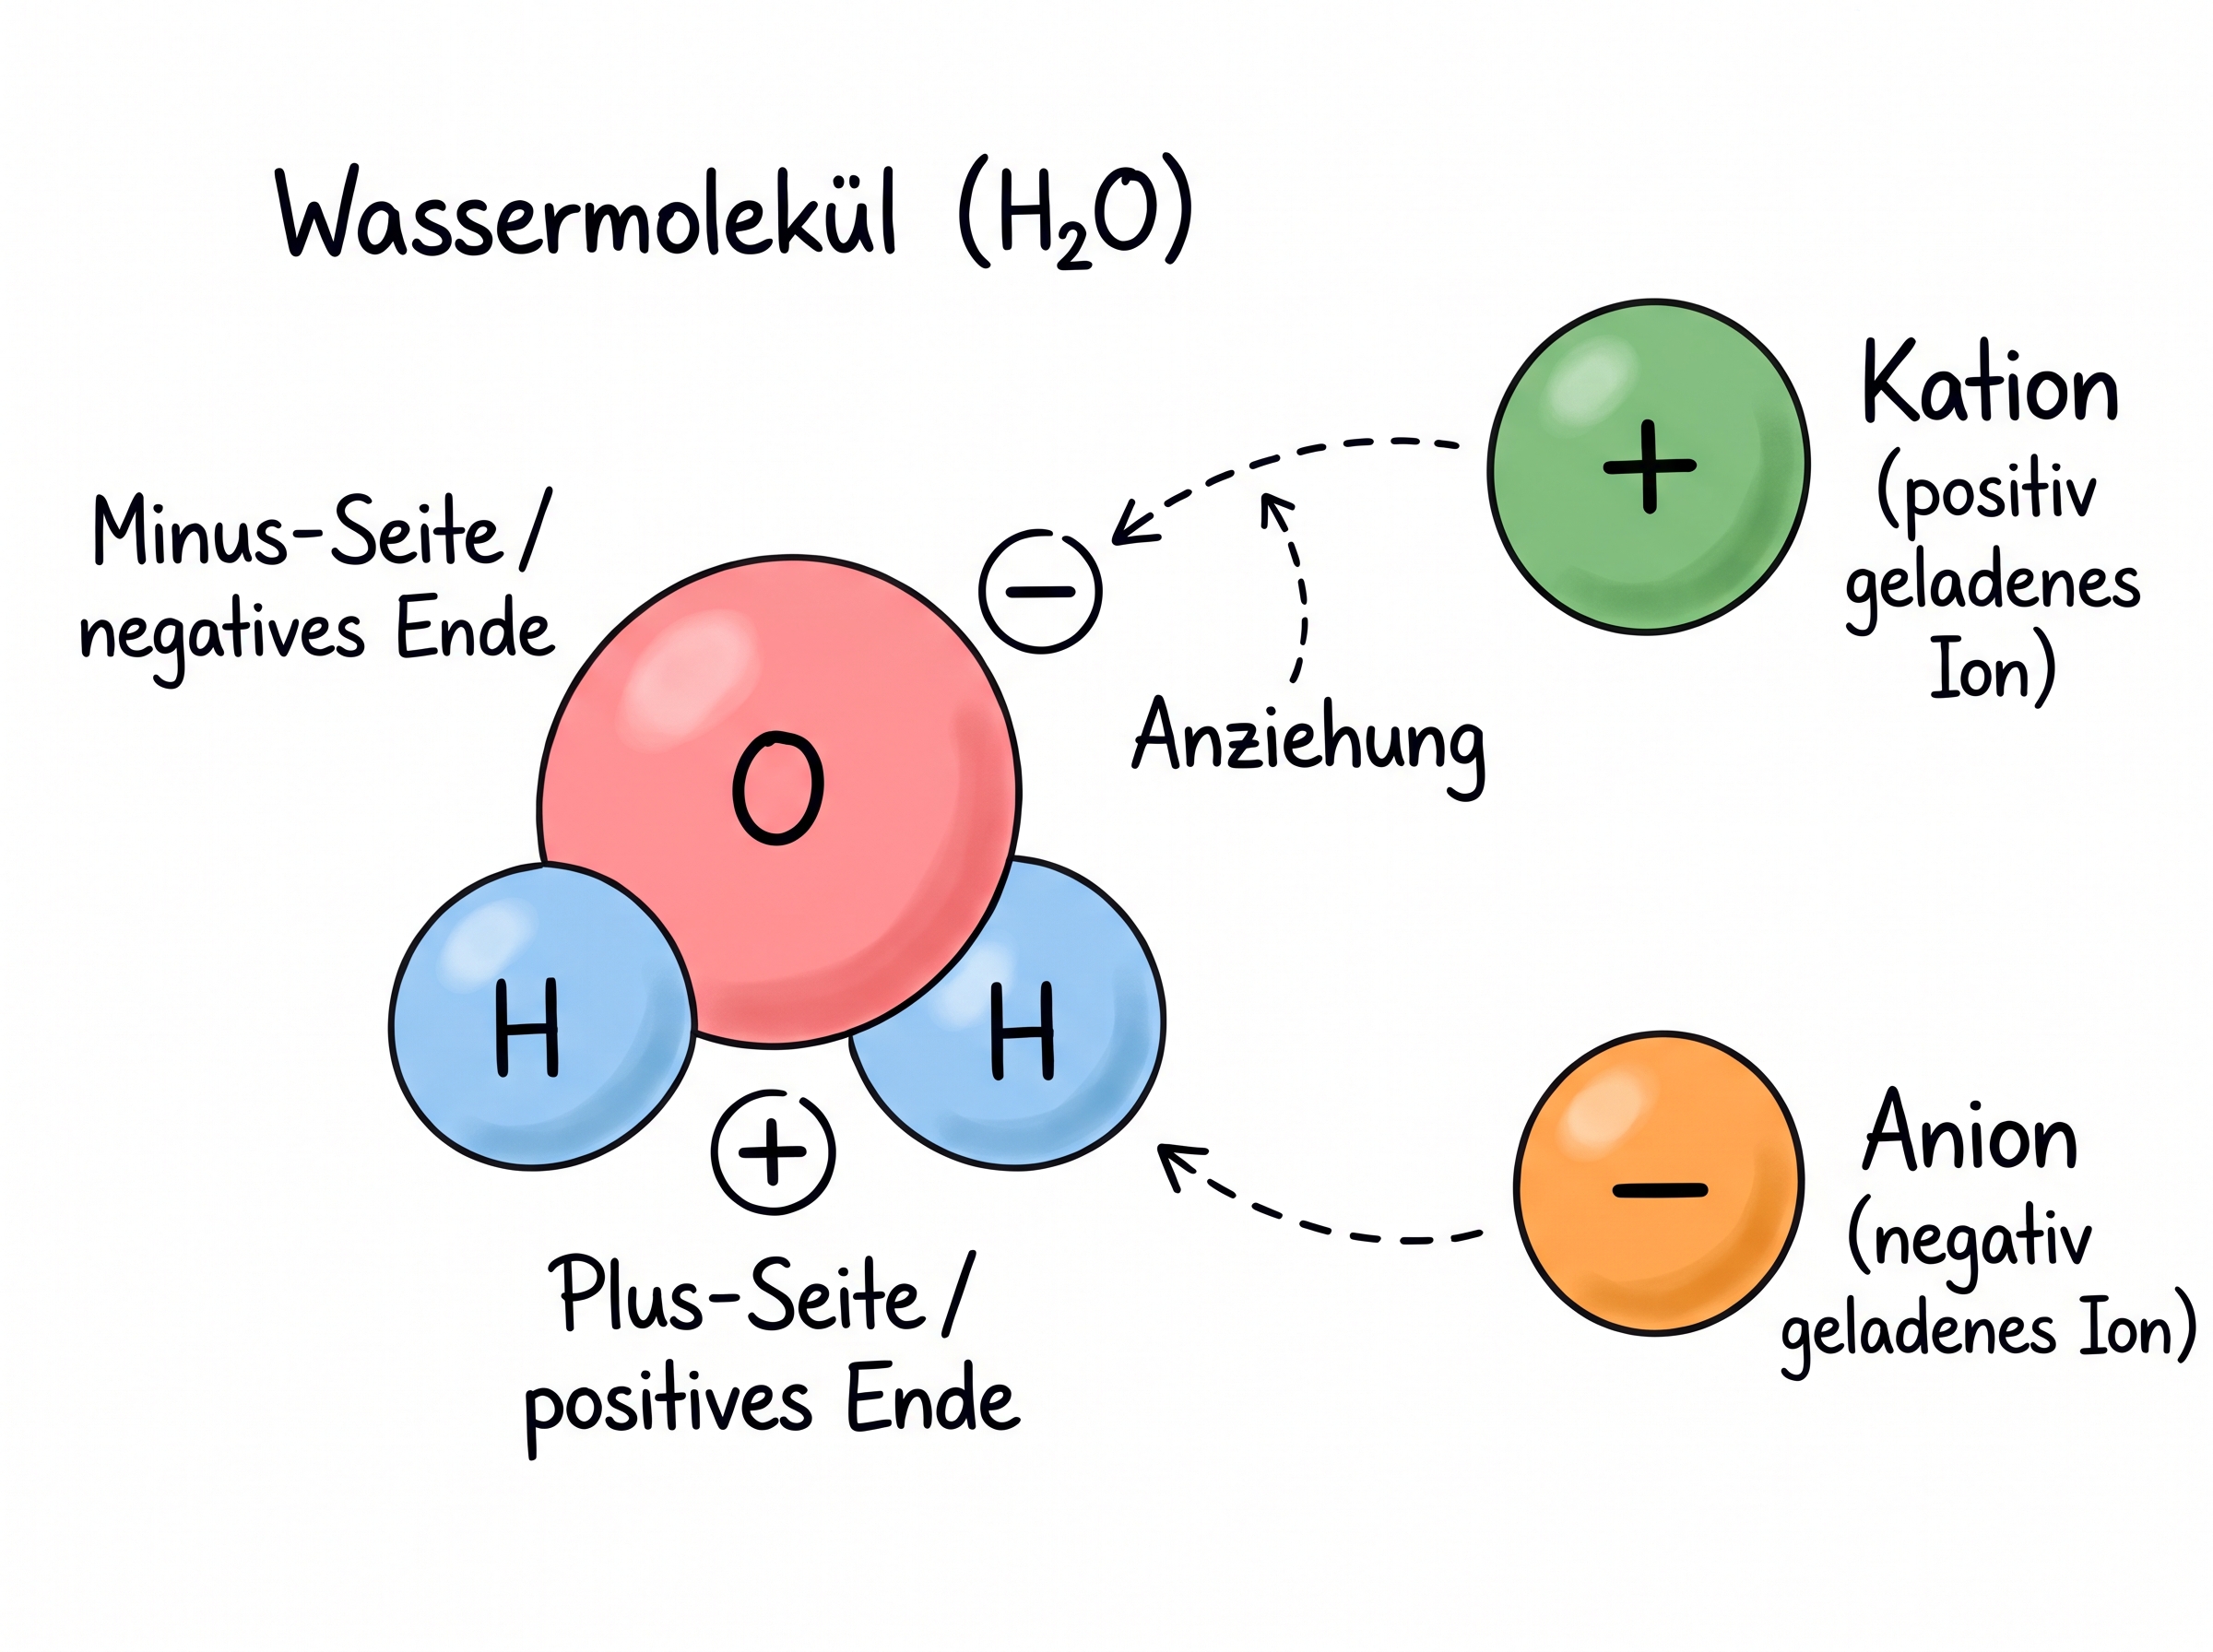 Wassermolekül (H₂O)
Minus-Seite/
negatives Ende
−
+
Kation
(positiv
geladenes
Ion)
Anziehung
O
H
H
+
Plus-Seite/
positives Ende
−
Anion
(negativ
geladenes Ion)